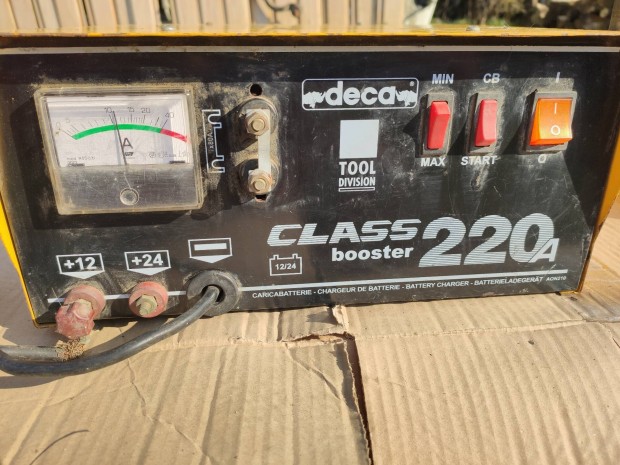 deca
MIN
CB
I
TOOL
DIVISION
MAX
START
O
CLASS
booster
220A
+12
+24
12/24
CARICABATTERIE - CHARGEUR DE BATTERIE - BATTERY CHARGER - BATTERIELADEGERÄT
A